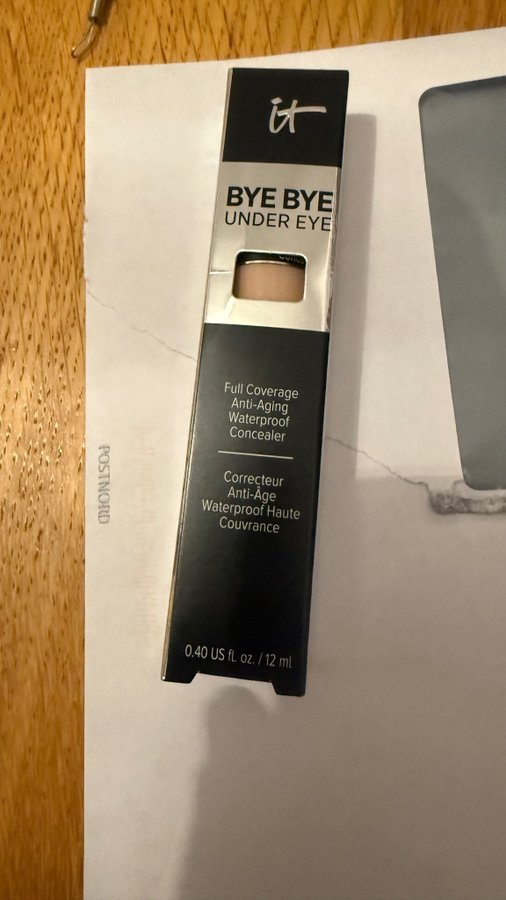 it
BYE BYE
UNDER EYE
Full Coverage
Anti-Aging
Waterproof
Concealer
Correcteur
Anti-Âge
Waterproof Haute
Couvrance
0.40 US fl. oz. / 12 ml
POSTNORD